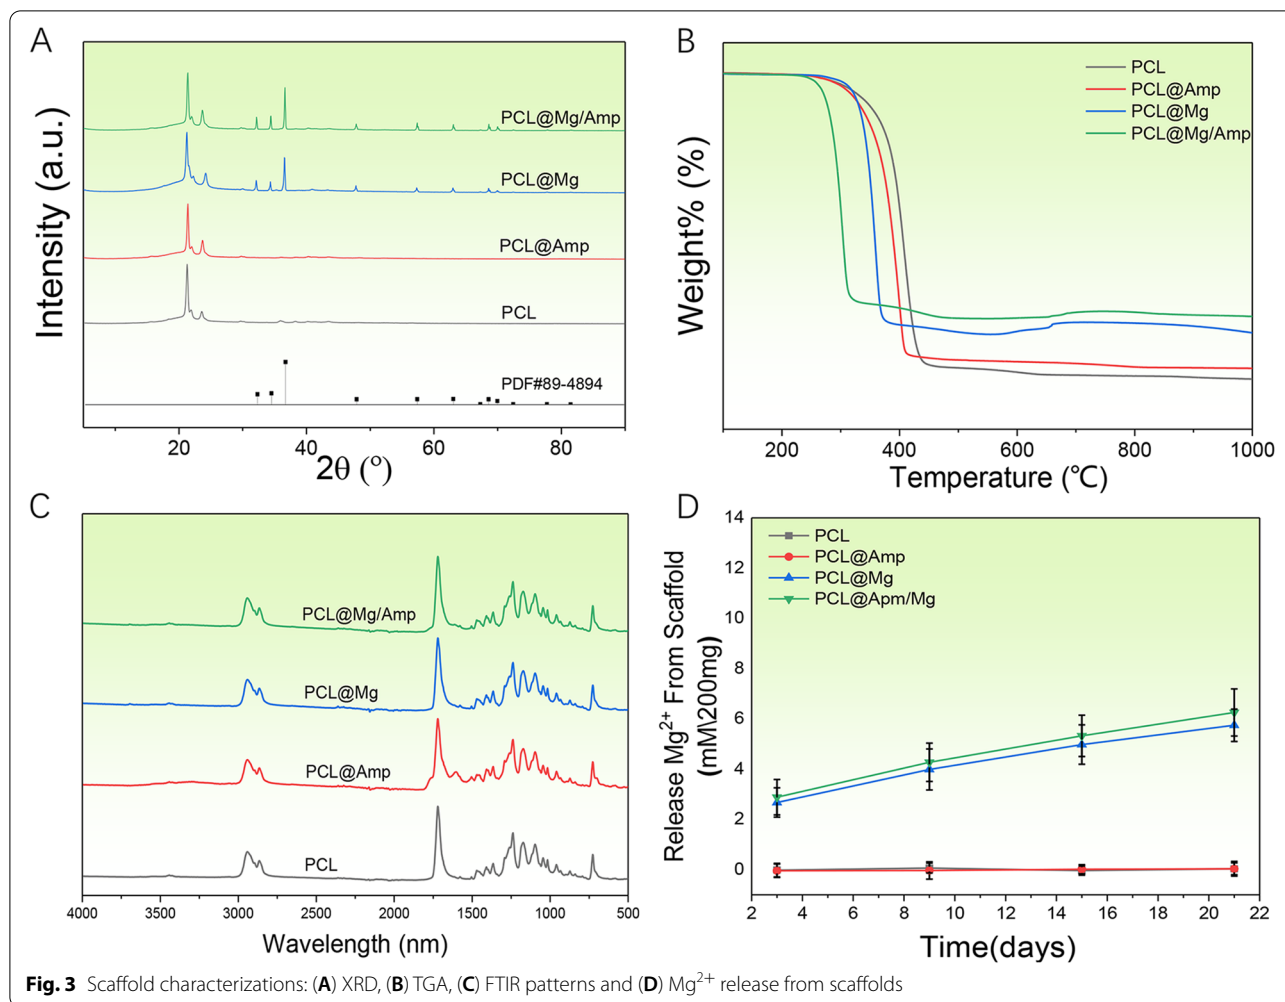 A
Intensity (a.u.)
PCL@Mg/Amp
PCL@Mg
PCL@Amp
PCL
PDF#89-4894
20 40 60 80
2θ (°)
B
Weight% (%)
PCL
PCL@Amp
PCL@Mg
PCL@Mg/Amp
200 400 600 800 1000
Temperature (℃)
C
PCL@Mg/Amp
PCL@Mg
PCL@Amp
PCL
4000 3500 3000 2500 2000 1500 1000 500
Wavelength (nm)
D
Release Mg²⁺ From Scaffold
(mM\200mg)
14
12
10
8
6
4
2
0
PCL
PCL@Amp
PCL@Mg
PCL@Apm/Mg
2 4 6 8 10 12 14 16 18 20 22
Time(days)
Fig. 3 Scaffold characterizations: (A) XRD, (B) TGA, (C) FTIR patterns and (D) Mg²⁺ release from scaffolds